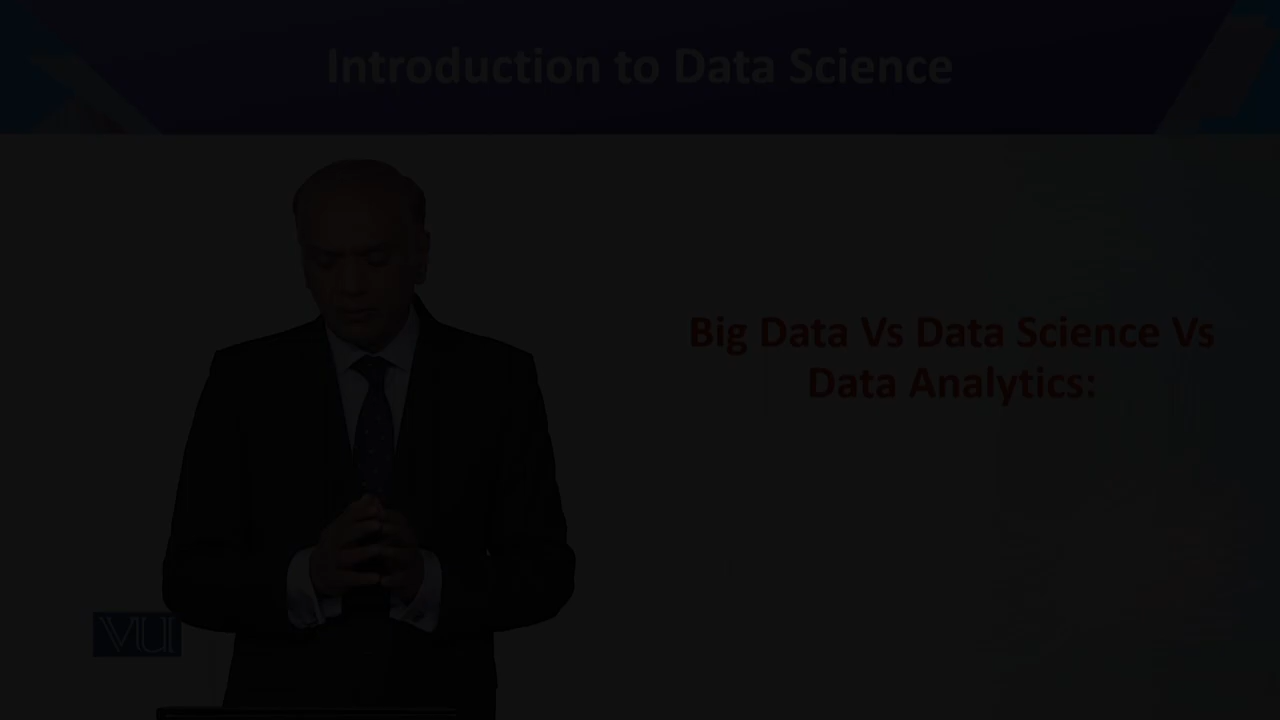 Introduction to Data Science
Big Data Vs Data Science Vs
Data Analytics:
VU